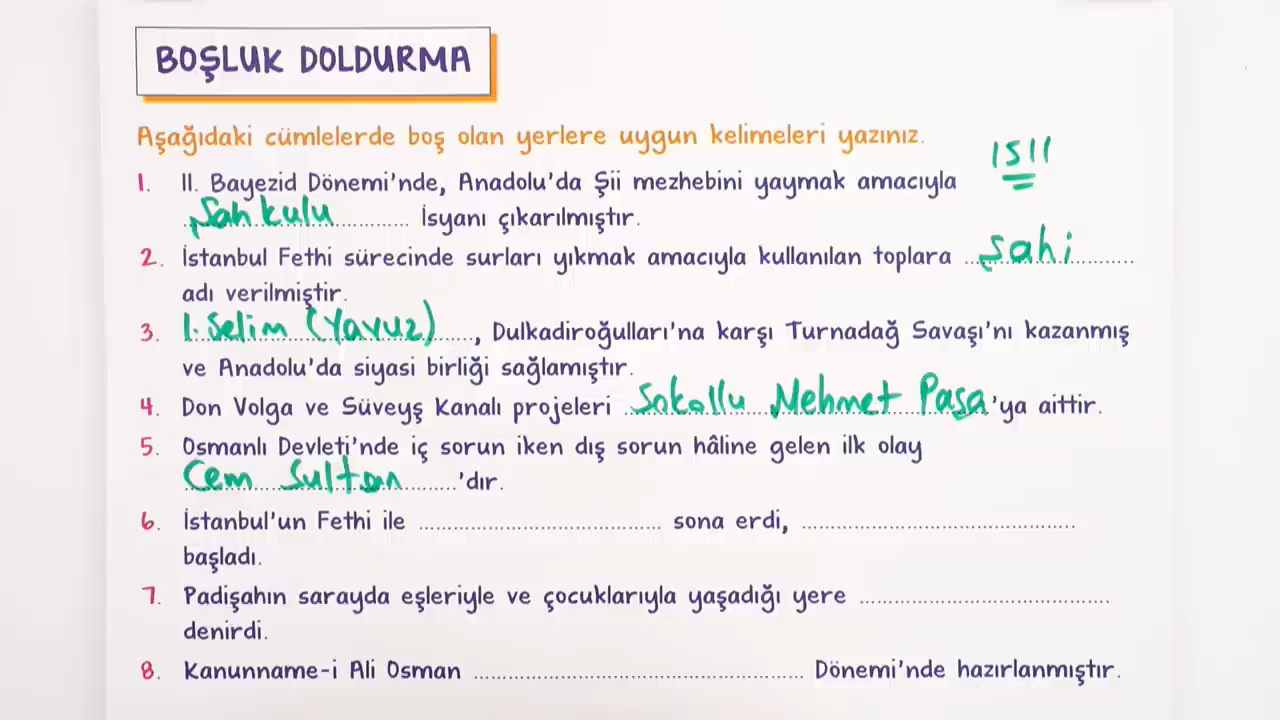 BOŞLUK DOLDURMA
Aşağıdaki cümlelerde boş olan yerlere uygun kelimeleri yazınız.
1511
1. II. Bayezid Dönemi'nde, Anadolu'da Şii mezhebini yaymak amacıyla
Şahkulu İsyanı çıkarılmıştır.
2. İstanbul Fethi sürecinde surları yıkmak amacıyla kullanılan toplara şahi
adı verilmiştir.
3. I. Selim (Yavuz), Dulkadiroğulları'na karşı Turnadağ Savaşı'nı kazanmış
ve Anadolu'da siyasi birliği sağlamıştır.
4. Don Volga ve Süveyş Kanalı projeleri Sokollu Mehmet Paşa'ya aittir.
5. Osmanlı Devleti'nde iç sorun iken dış sorun hâline gelen ilk olay
Cem Sultan'dır.
6. İstanbul'un Fethi ile .................... sona erdi, ....................
başladı.
7. Padişahın sarayda eşleriyle ve çocuklarıyla yaşadığı yere ....................
denirdi.
8. Kanunname-i Ali Osman .................... Dönemi'nde hazırlanmıştır.